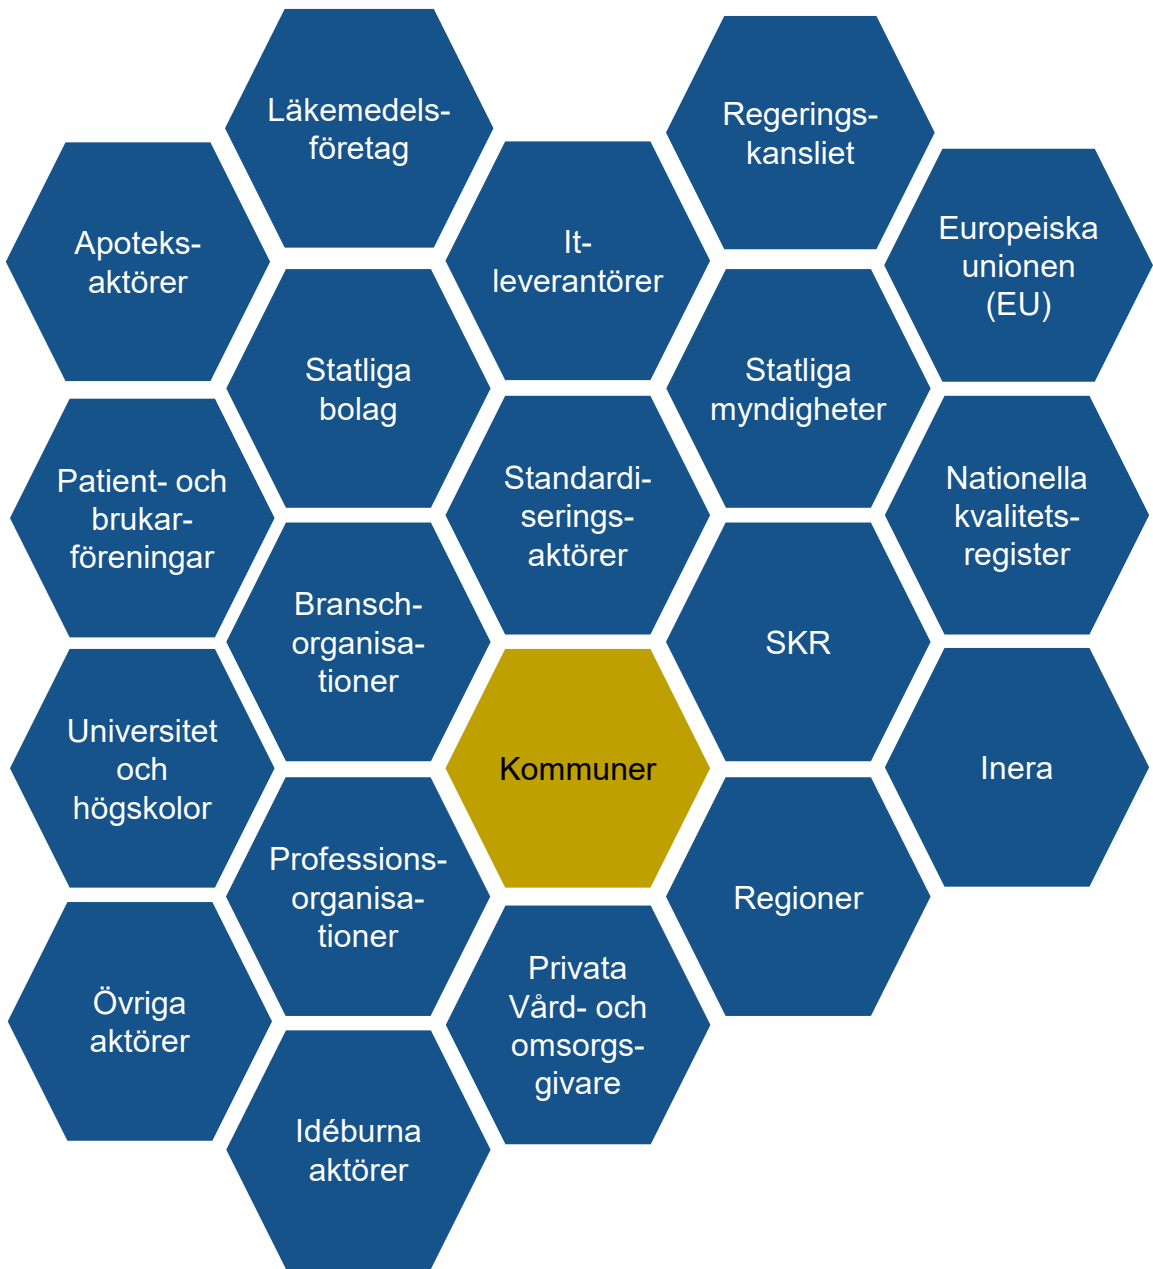 Läkemedels-
företag
Regerings-
kansliet
Apoteks-
aktörer
It-
leverantörer
Europeiska
unionen
(EU)
Statliga
bolag
Statliga
myndigheter
Patient- och
brukar-
föreningar
Standardi-
serings-
aktörer
Nationella
kvalitets-
register
Bransch-
organisa-
tioner
SKR
Universitet
och
högskolor
Kommuner
Inera
Professions-
organisa-
tioner
Regioner
Övriga
aktörer
Privata
Vård- och
omsorgs-
givare
Idéburna
aktörer